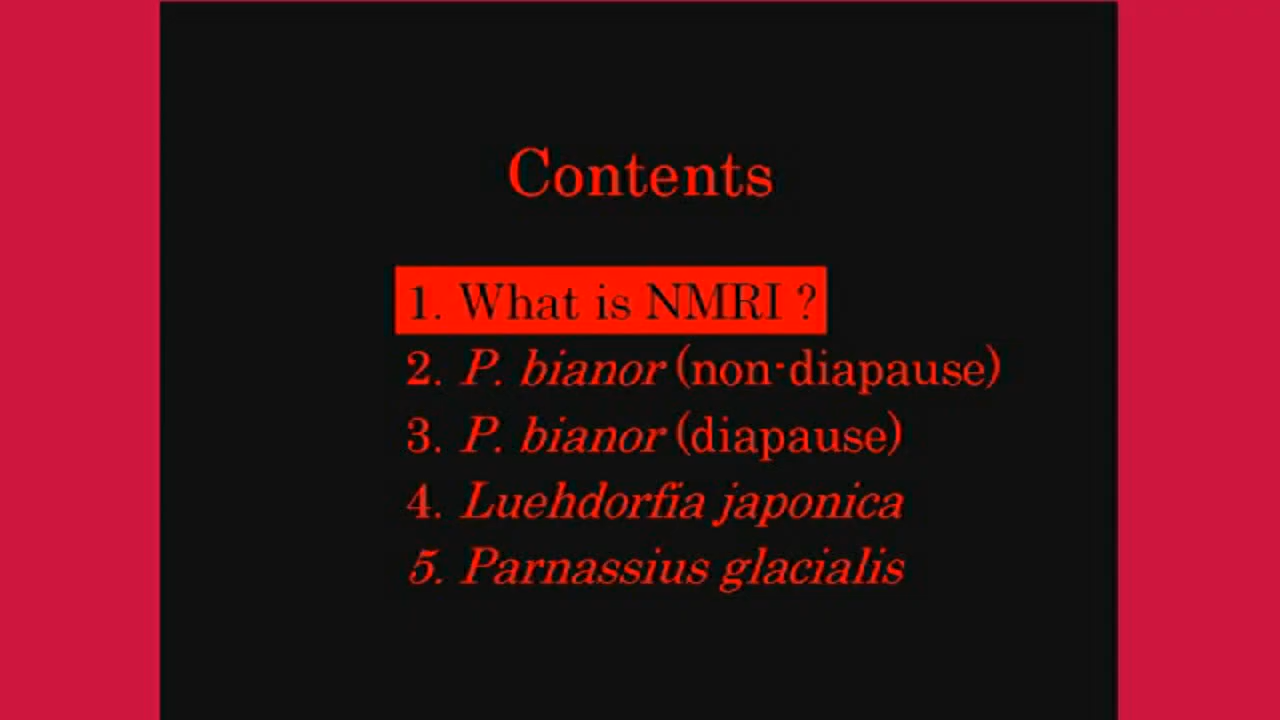 Contents
1. What is NMRI ?
2. P. bianor (non-diapause)
3. P. bianor (diapause)
4. Luehdorfia japonica
5. Parnassius glacialis